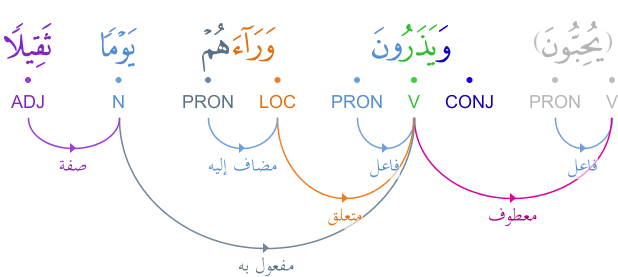 (يُحِبُّونَ) وَيَذَرُونَ وَرَآءَهُمْ يَوْمًا ثَقِيلًا
V PRON CONJ V PRON LOC PRON N ADJ
فاعل فاعل مضاف إليه صفة
معطوف متعلق
مفعول به